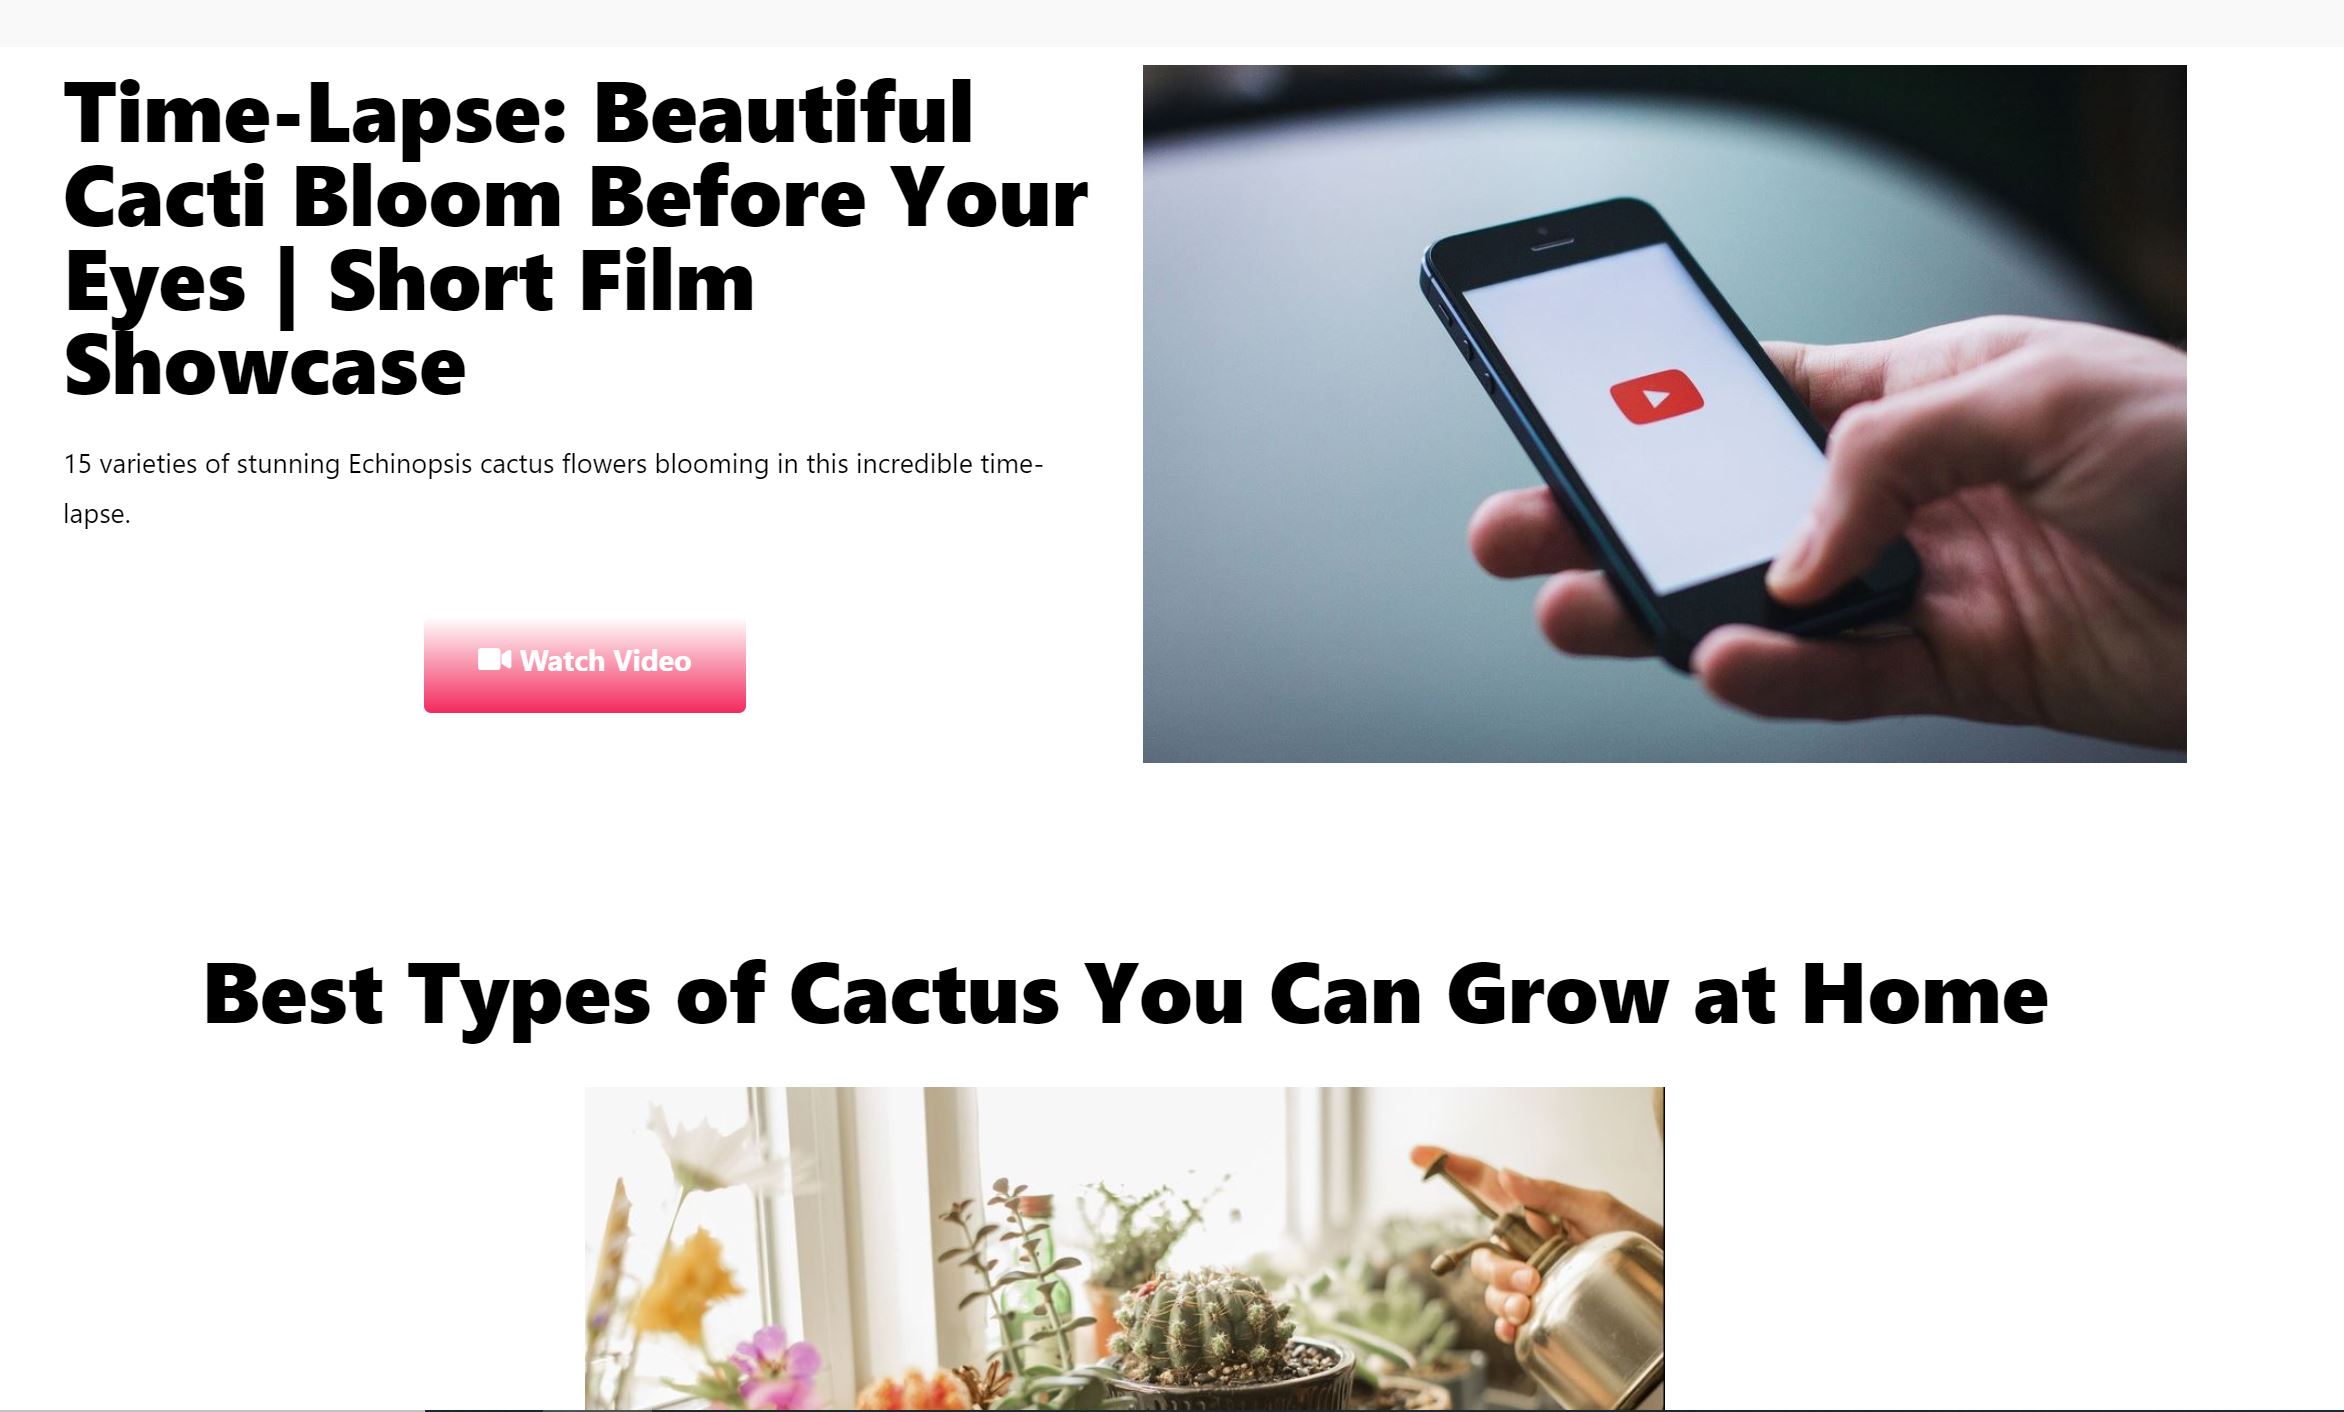 Time-Lapse: Beautiful
Cacti Bloom Before Your
Eyes | Short Film
Showcase
15 varieties of stunning Echinopsis cactus flowers blooming in this incredible time-
lapse.
Watch Video
Best Types of Cactus You Can Grow at Home